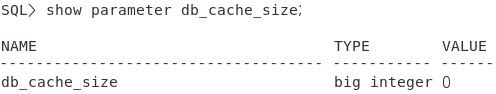 SQL> show parameter db_cache_size;
NAME TYPE VALUE
------------------------------------ ----------- ------------------------------
db_cache_size big integer 0